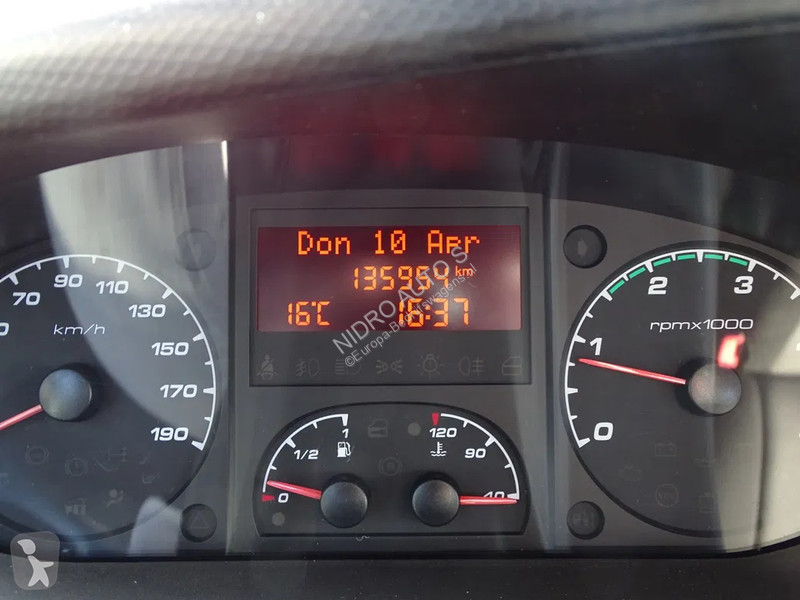 Don 10 Apr
135954 km
16°C 16:37
NIDRO AUTO'S
©Europa-Bedrijfswagens.nl
70 90 110 130 150 170 190
km/h
0 1 2 3
rpmx1000
0 1/2 1
120 90 40